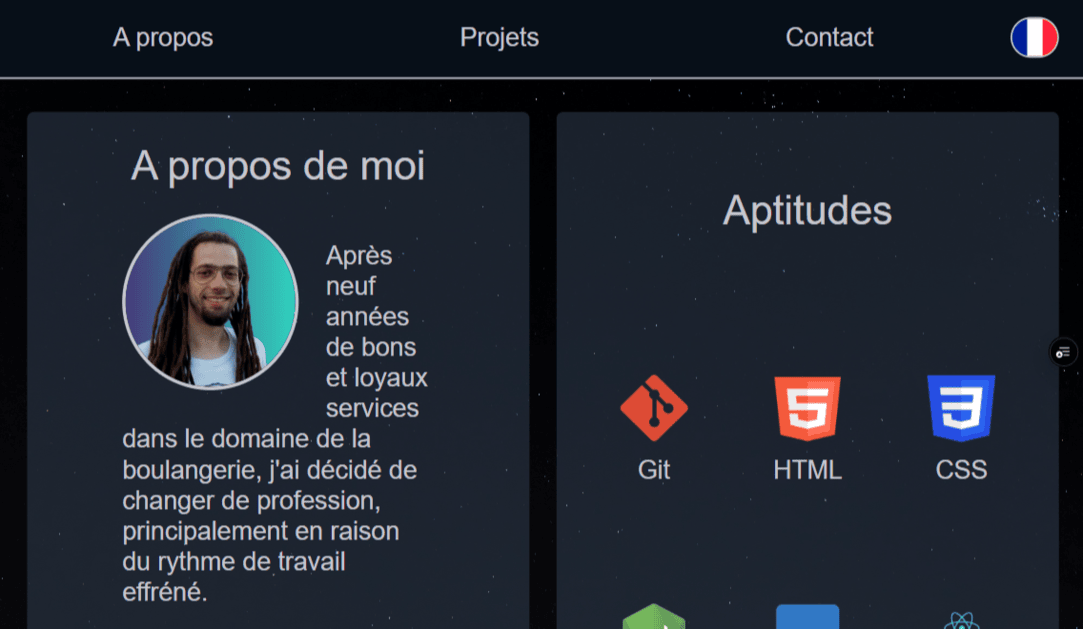 A propos
Projets
Contact
A propos de moi
Après
neuf
années
de bons
et loyaux
services
dans le domaine de la
boulangerie, j'ai décidé de
changer de profession,
principalement en raison
du rythme de travail
effréné.
Aptitudes
Git
HTML
CSS